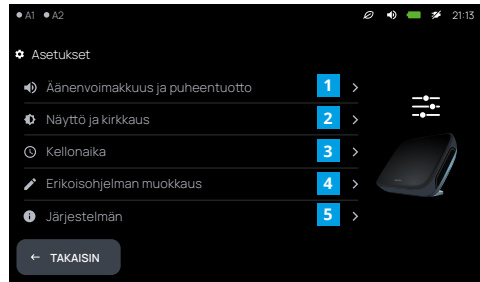 A1 A2 21:13
Asetukset
Äänenvoimakkuus ja puheentuotto 1
Näyttö ja kirkkaus 2
Kellonaika 3
Erikoisohjelman muokkaus 4
Järjestelmän 5
TAKAISIN